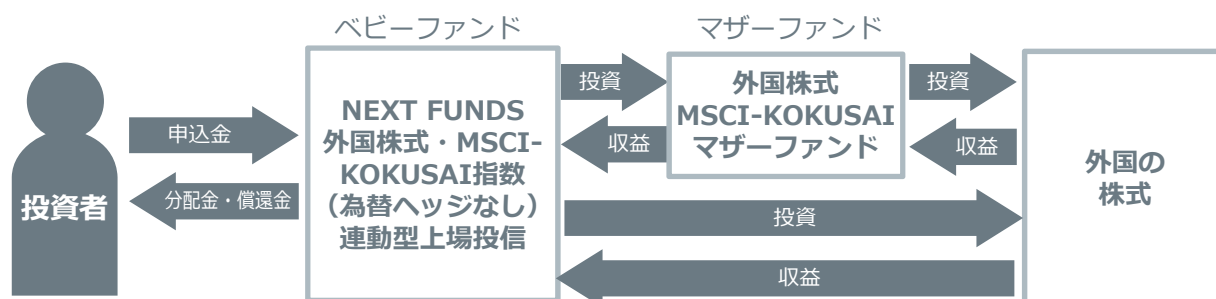 ベビーファンド
マザーファンド
投資者
申込金
分配金・償還金
NEXT FUNDS
外国株式・MSCI-
KOKUSAI指数
（為替ヘッジなし）
連動型上場投信
投資
収益
外国株式
MSCI-KOKUSAI
マザーファンド
投資
収益
投資
収益
外国の
株式